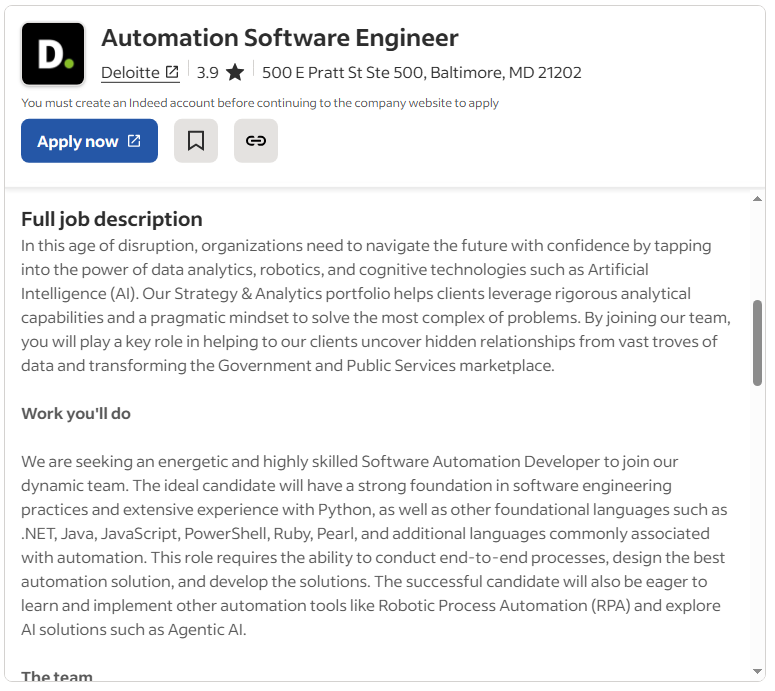 D.
Automation Software Engineer
Deloitte 3.9 500 E Pratt St Ste 500, Baltimore, MD 21202
You must create an Indeed account before continuing to the company website to apply
Apply now
Full job description
In this age of disruption, organizations need to navigate the future with confidence by tapping
into the power of data analytics, robotics, and cognitive technologies such as Artificial
Intelligence (AI). Our Strategy & Analytics portfolio helps clients leverage rigorous analytical
capabilities and a pragmatic mindset to solve the most complex of problems. By joining our team,
you will play a key role in helping to our clients uncover hidden relationships from vast troves of
data and transforming the Government and Public Services marketplace.
Work you'll do
We are seeking an energetic and highly skilled Software Automation Developer to join our
dynamic team. The ideal candidate will have a strong foundation in software engineering
practices and extensive experience with Python, as well as other foundational languages such as
.NET, Java, JavaScript, PowerShell, Ruby, Pearl, and additional languages commonly associated
with automation. This role requires the ability to conduct end-to-end processes, design the best
automation solution, and develop the solutions. The successful candidate will also be eager to
learn and implement other automation tools like Robotic Process Automation (RPA) and explore
AI solutions such as Agentic AI.
The team